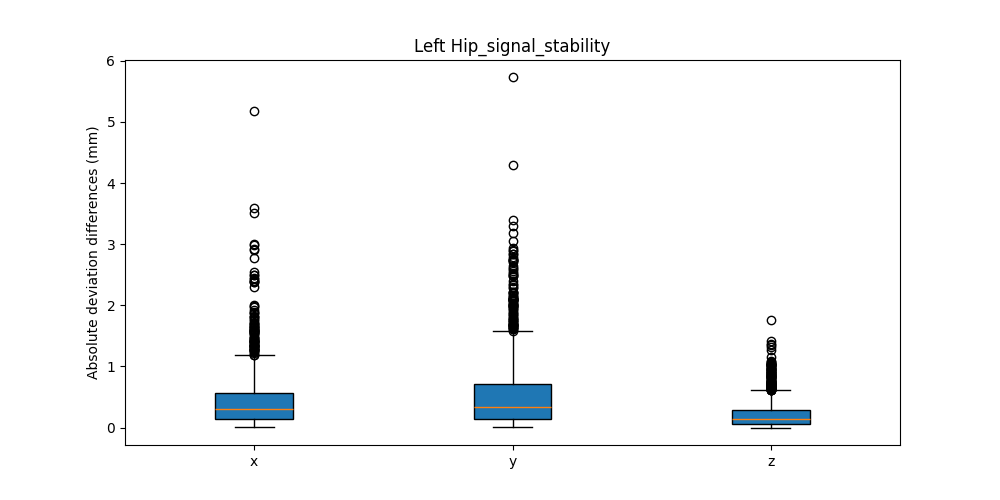 Left Hip_signal_stability
Absolute deviation differences (mm)
6
5
4
3
2
1
0
x
y
z